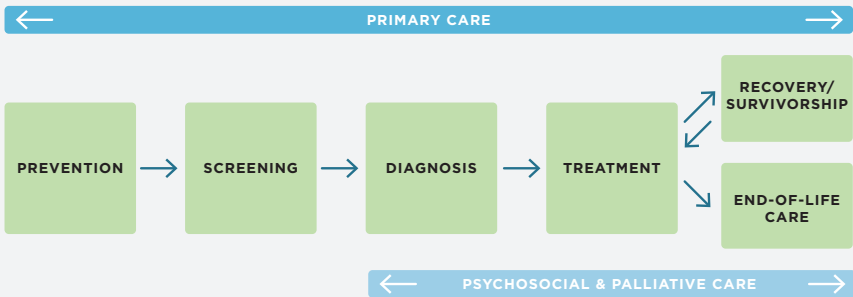 PRIMARY CARE
PREVENTION
SCREENING
DIAGNOSIS
TREATMENT
RECOVERY/
SURVIVORSHIP
END-OF-LIFE
CARE
PSYCHOSOCIAL & PALLIATIVE CARE